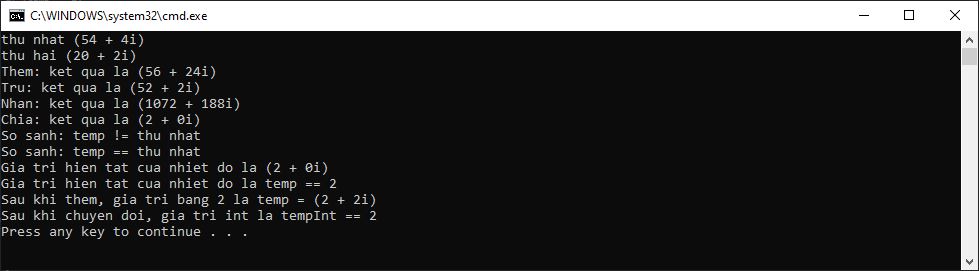 C:\WINDOWS\system32\cmd.exe
thu nhat (54 + 4i)
thu hai (20 + 2i)
Them: ket qua la (56 + 24i)
Tru: ket qua la (52 + 2i)
Nhan: ket qua la (1072 + 188i)
Chia: ket qua la (2 + 0i)
So sanh: temp != thu nhat
So sanh: temp == thu nhat
Gia tri hien tat cua nhiet do la (2 + 0i)
Gia tri hien tat cua nhiet do la temp == 2
Sau khi them, gia tri bang 2 la temp = (2 + 2i)
Sau khi chuyen doi, gia tri int la tempInt == 2
Press any key to continue . . .